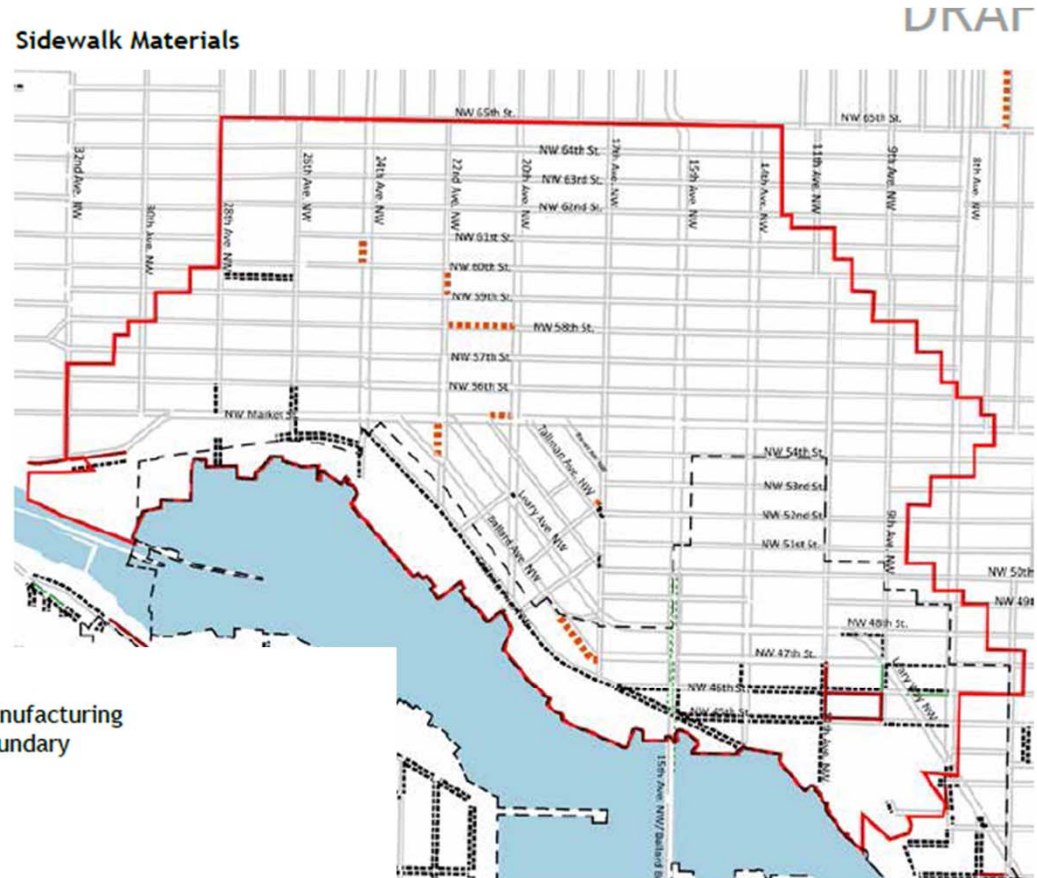 DRAF
Sidewalk Materials
NW 65th St.
NW 65th St.
32nd Ave. NW
30th Ave. NW
28th Ave. NW
26th Ave. NW
24th Ave. NW
22nd Ave. NW
20th Ave. NW
17th Ave. NW
15th Ave. NW
14th Ave. NW
11th Ave. NW
9th Ave. NW
8th Ave. NW
NW 64th St.
NW 63rd St.
NW 62nd St.
NW 61st St.
NW 60th St.
NW 59th St.
NW 58th St.
NW 57th St.
NW 56th St.
NW Market S
Tallman Ave. NW
Leary Ave. NW
Ballard Ave. NW
NW 54th St.
NW 53rd St.
NW 52nd St.
NW 51st St.
9th Ave. NW
NW 50th
NW 49t
NW 48th St.
NW 47th St.
Leary Way NW
NW 46th St.
NW 45th St.
th Ave. NW
15th Ave. NW/Ballard B
nufacturing
undary